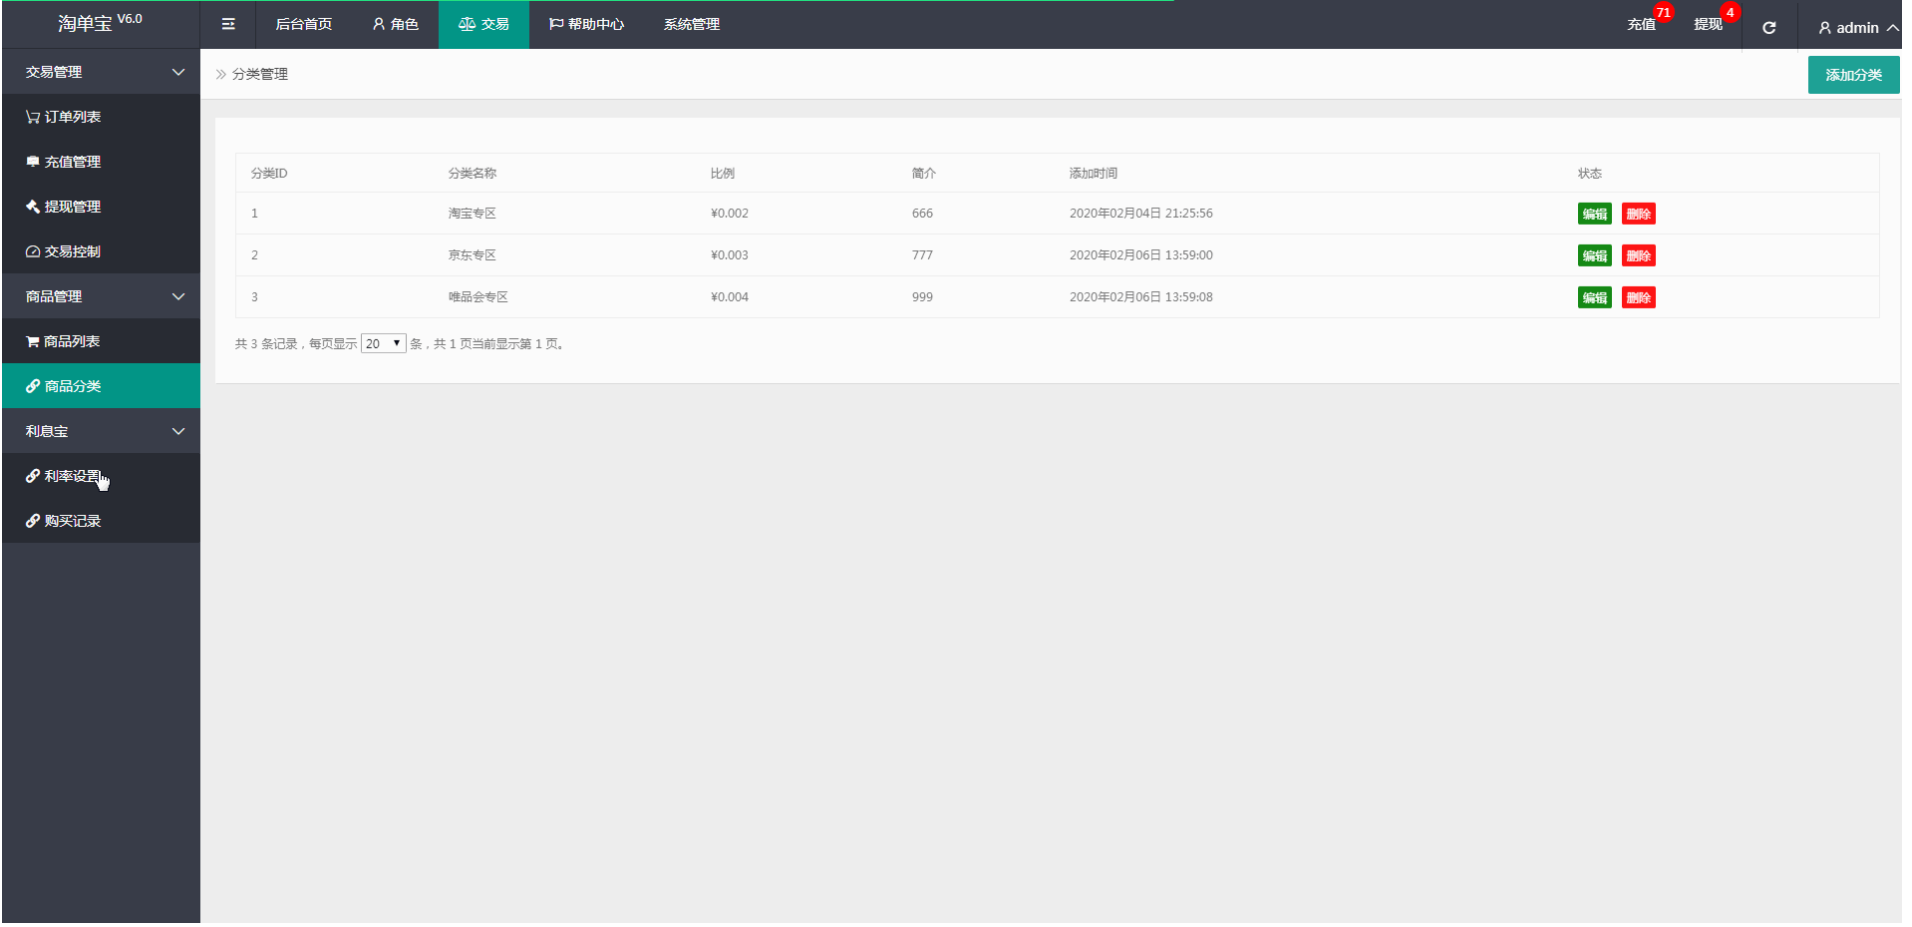 淘单宝 V6.0
后台首页 角色 交易 帮助中心 系统管理
充值 71 提现 4 admin
交易管理
订单列表
充值管理
提现管理
交易控制
商品管理
商品列表
商品分类
利息宝
利率设置
购买记录
分类管理
添加分类
分类ID 分类名称 比例 简介 添加时间 状态
1 淘宝专区 ¥0.002 666 2020年02月04日 21:25:56 编辑 删除
2 京东专区 ¥0.003 777 2020年02月06日 13:59:00 编辑 删除
3 唯品会专区 ¥0.004 999 2020年02月06日 13:59:08 编辑 删除
共 3 条记录，每页显示 20 条，共 1 页当前显示第 1 页。